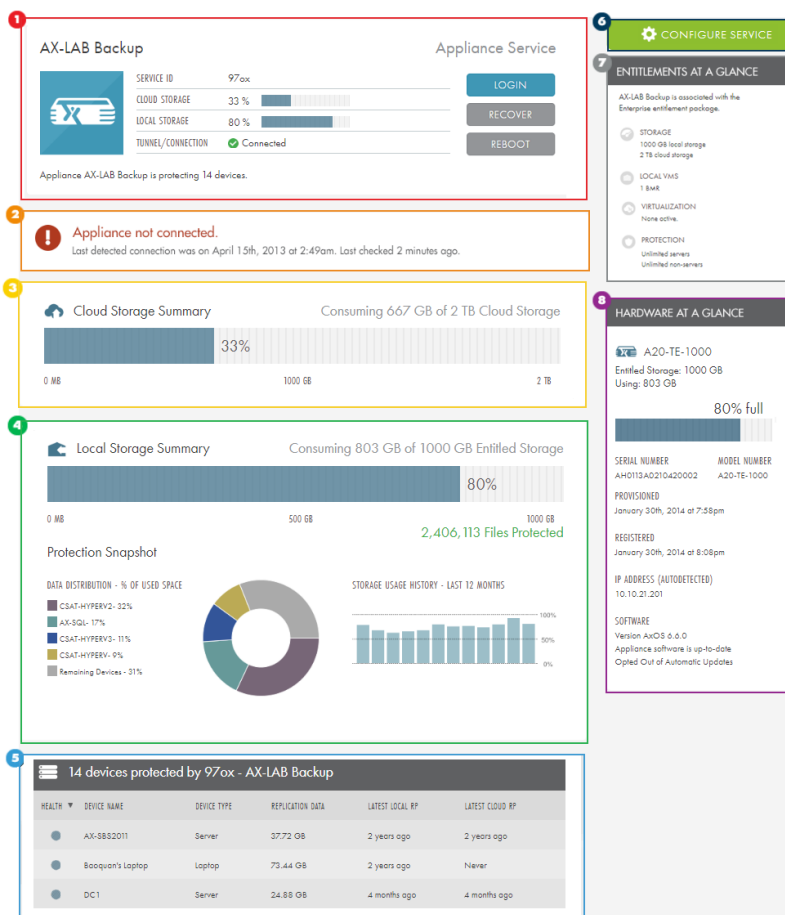 1
AX-LAB Backup
Appliance Service
SERVICE ID 97ox
CLOUD STORAGE 33 %
LOCAL STORAGE 80 %
TUNNEL/CONNECTION Connected
LOGIN
RECOVER
REBOOT
Appliance AX-LAB Backup is protecting 14 devices.
2
Appliance not connected.
Last detected connection was on April 15th, 2013 at 2:49am. Last checked 2 minutes ago.
3
Cloud Storage Summary
Consuming 667 GB of 2 TB Cloud Storage
33%
0 MB 1000 GB 2 TB
4
Local Storage Summary
Consuming 803 GB of 1000 GB Entitled Storage
80%
0 MB 500 GB 1000 GB
2,406,113 Files Protected
Protection Snapshot
DATA DISTRIBUTION - % OF USED SPACE
CSAT-HYPERV2- 32%
AX-SQL- 17%
CSAT-HYPERV3- 11%
CSAT-HYPERV- 9%
Remaining Devices - 31%
STORAGE USAGE HISTORY - LAST 12 MONTHS
100%
50%
0%
5
14 devices protected by 97ox - AX-LAB Backup
HEALTH ▼ DEVICE NAME DEVICE TYPE REPLICATION DATA LATEST LOCAL RP LATEST CLOUD RP
AX-SBS2011 Server 37.72 GB 2 years ago 2 years ago
Baoquan's Laptop Laptop 73.44 GB 2 years ago Never
DC1 Server 24.88 GB 4 months ago 4 months ago
6
CONFIGURE SERVICE
7
ENTITLEMENTS AT A GLANCE
AX-LAB Backup is associated with the
Enterprise entitlement package.
STORAGE
1000 GB local storage
2 TB cloud storage
LOCAL VMS
1 BMR
VIRTUALIZATION
None active.
PROTECTION
Unlimited servers
Unlimited non-servers
8
HARDWARE AT A GLANCE
A20-TE-1000
Entitled Storage: 1000 GB
Using: 803 GB
80% full
SERIAL NUMBER MODEL NUMBER
AH0113A0210420002 A20-TE-1000
PROVISIONED
January 30th, 2014 at 7:58pm
REGISTERED
January 30th, 2014 at 8:08pm
IP ADDRESS (AUTODETECTED)
10.10.21.201
SOFTWARE
Version AxOS 6.6.0
Appliance software is up-to-date
Opted Out of Automatic Updates